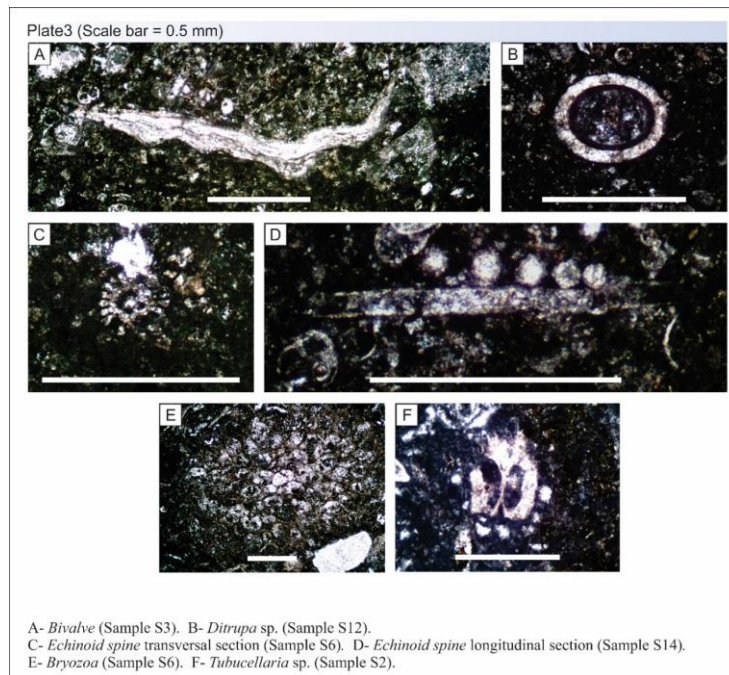 Plate3 (Scale bar = 0.5 mm)
A
B
C
D
E
F
A- Bivalve (Sample S3). B- Ditrupa sp. (Sample S12).
C- Echinoid spine transversal section (Sample S6). D- Echinoid spine longitudinal section (Sample S14).
E- Bryozoa (Sample S6). F- Tubucellaria sp. (Sample S2).